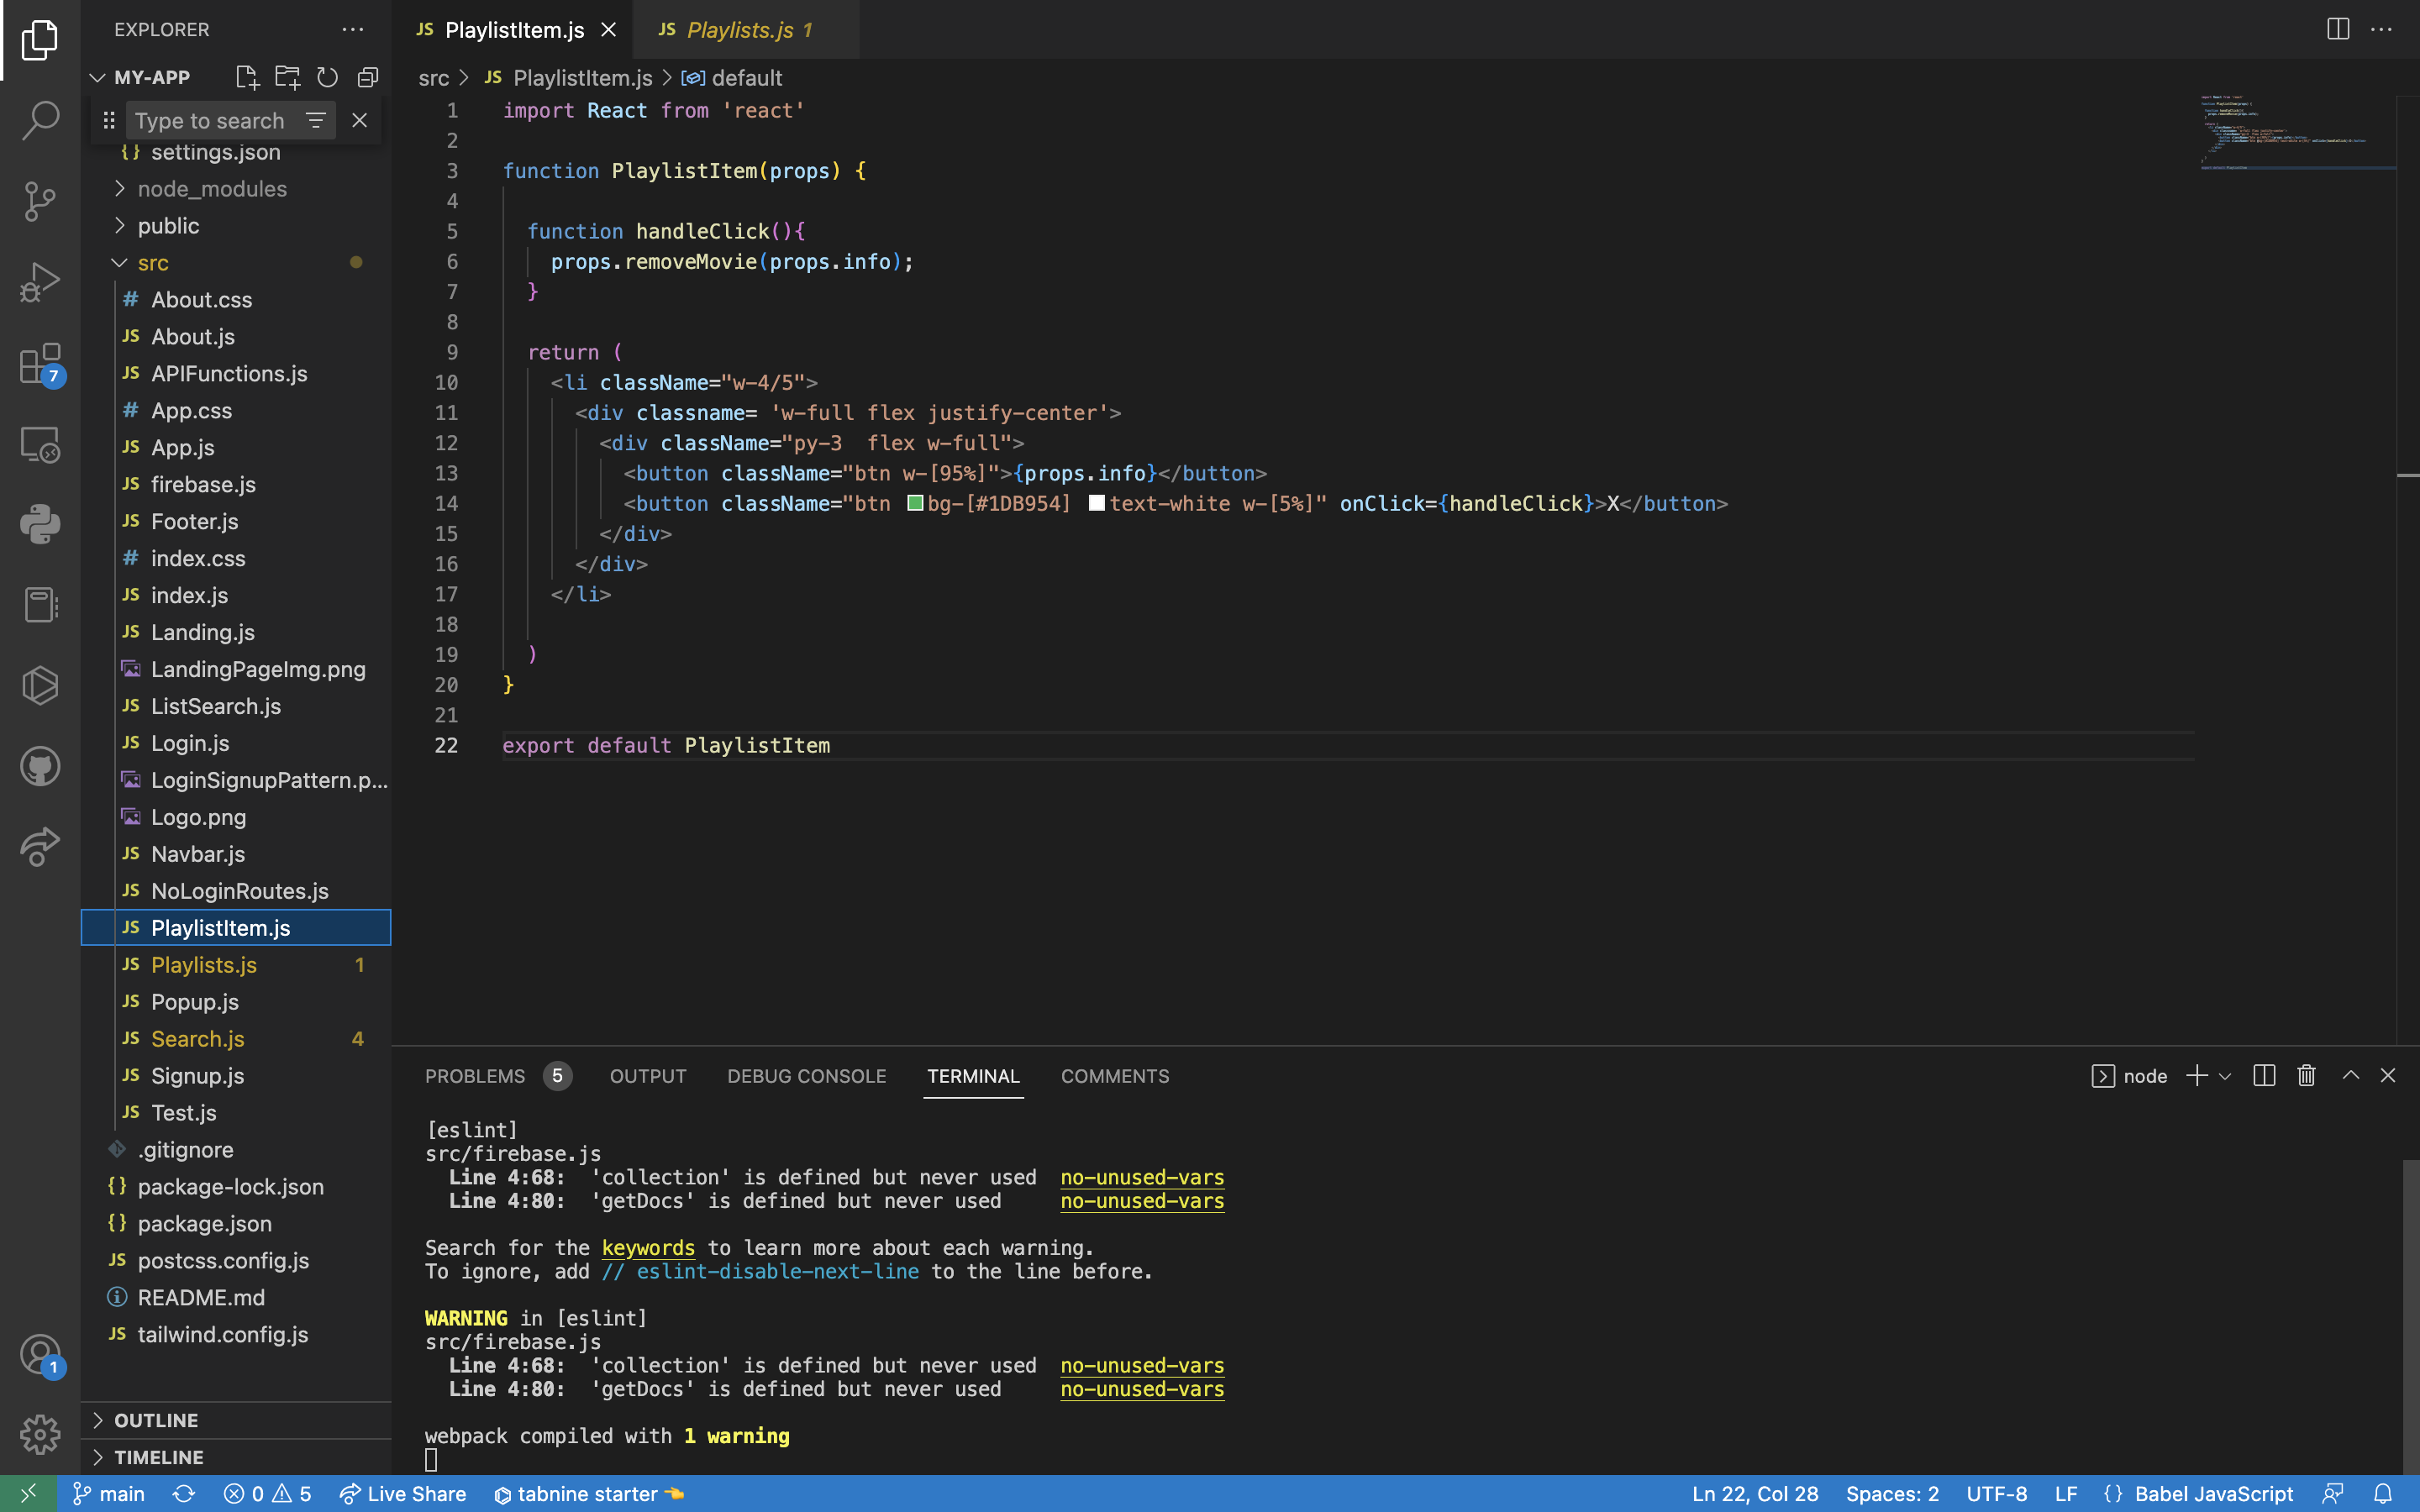 EXPLORER
MY-APP
Type to search
{} settings.json
node_modules
public
src
# About.css
JS About.js
JS APIFunctions.js
# App.css
JS App.js
JS firebase.js
JS Footer.js
# index.css
JS index.js
JS Landing.js
LandingPageImg.png
JS ListSearch.js
JS Login.js
LoginSignupPattern.p...
Logo.png
JS Navbar.js
JS NoLoginRoutes.js
JS PlaylistItem.js
JS Playlists.js 1
JS Popup.js
JS Search.js 4
JS Signup.js
JS Test.js
.gitignore
{} package-lock.json
{} package.json
JS postcss.config.js
README.md
JS tailwind.config.js
OUTLINE
TIMELINE
7
1
JS PlaylistItem.js
JS Playlists.js 1
src > JS PlaylistItem.js > default
1 import React from 'react'
2
3 function PlaylistItem(props) {
4
5 function handleClick(){
6 props.removeMovie(props.info);
7 }
8
9 return (
10 <li className="w-4/5">
11 <div classname= 'w-full flex justify-center'>
12 <div className="py-3  flex w-full">
13 <button className="btn w-[95%]">{props.info}</button>
14 <button className="btn bg-[#1DB954] text-white w-[5%]" onClick={handleClick}>X</button>
15 </div>
16 </div>
17 </li>
18
19 )
20 }
21
22 export default PlaylistItem
PROBLEMS 5 OUTPUT DEBUG CONSOLE TERMINAL COMMENTS
node
[eslint]
src/firebase.js
Line 4:68:  'collection' is defined but never used  no-unused-vars
Line 4:80:  'getDocs' is defined but never used  no-unused-vars
Search for the keywords to learn more about each warning.
To ignore, add // eslint-disable-next-line to the line before.
WARNING in [eslint]
src/firebase.js
Line 4:68:  'collection' is defined but never used  no-unused-vars
Line 4:80:  'getDocs' is defined but never used  no-unused-vars
webpack compiled with 1 warning
main 0 5 Live Share tabnine starter Ln 22, Col 28 Spaces: 2 UTF-8 LF {} Babel JavaScript